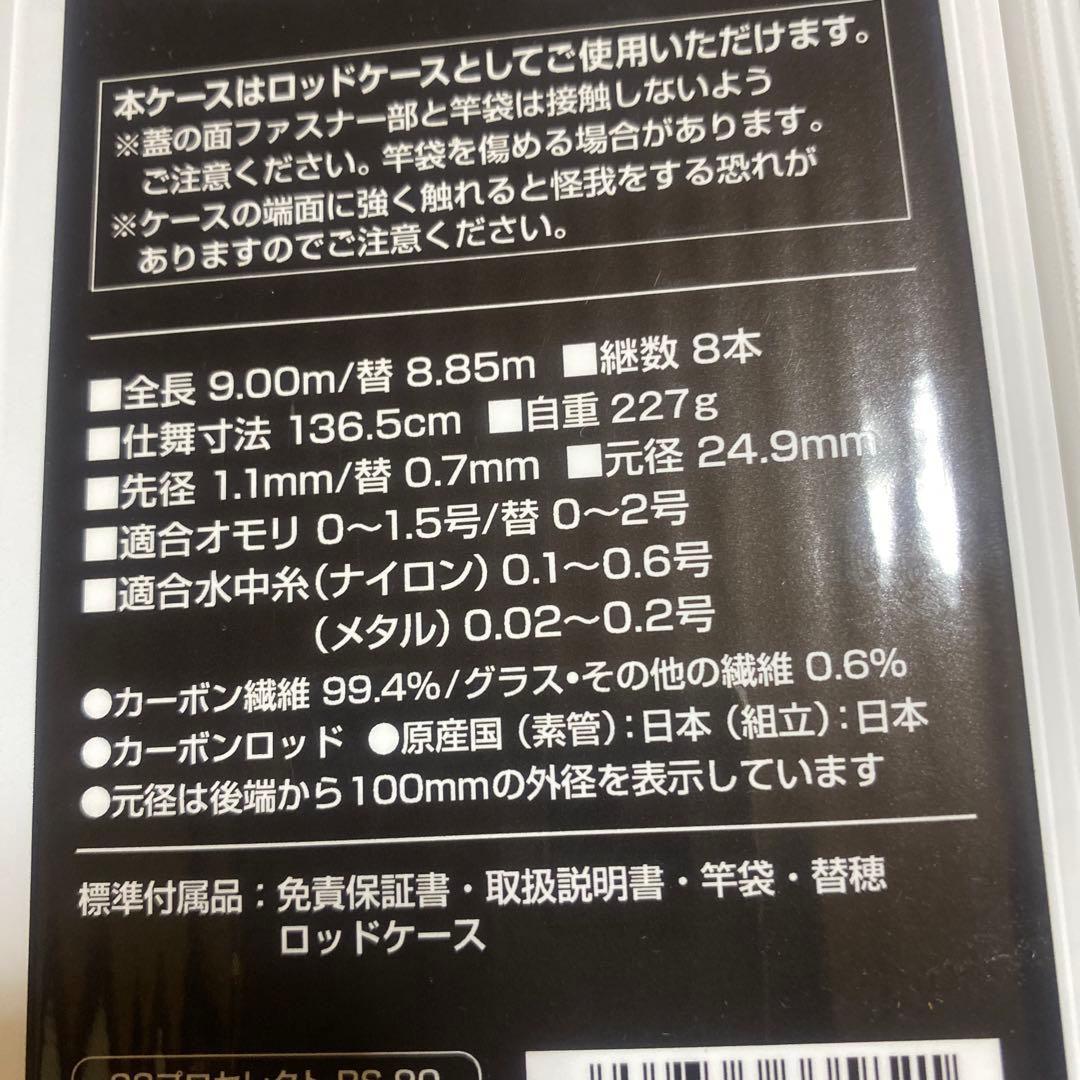 本ケースはロッドケースとしてご使用いただけます。
※蓋の面ファスナー部と竿袋は接触しないよう
ご注意ください。竿袋を傷める場合があります。
※ケースの端面に強く触れると怪我をする恐れが
ありますのでご注意ください。
■全長 9.00m/替 8.85m ■継数 8本
■仕舞寸法 136.5cm ■自重 227g
■先径 1.1mm/替 0.7mm ■元径 24.9mm
■適合オモリ 0〜1.5号/替 0〜2号
■適合水中糸(ナイロン) 0.1〜0.6号
(メタル) 0.02〜0.2号
●カーボン繊維 99.4%/グラス・その他の繊維 0.6%
●カーボンロッド ●原産国(素管):日本(組立):日本
●元径は後端から100mmの外径を表示しています
標準付属品:免責保証書・取扱説明書・竿袋・替穂
ロッドケース
プロセレクト